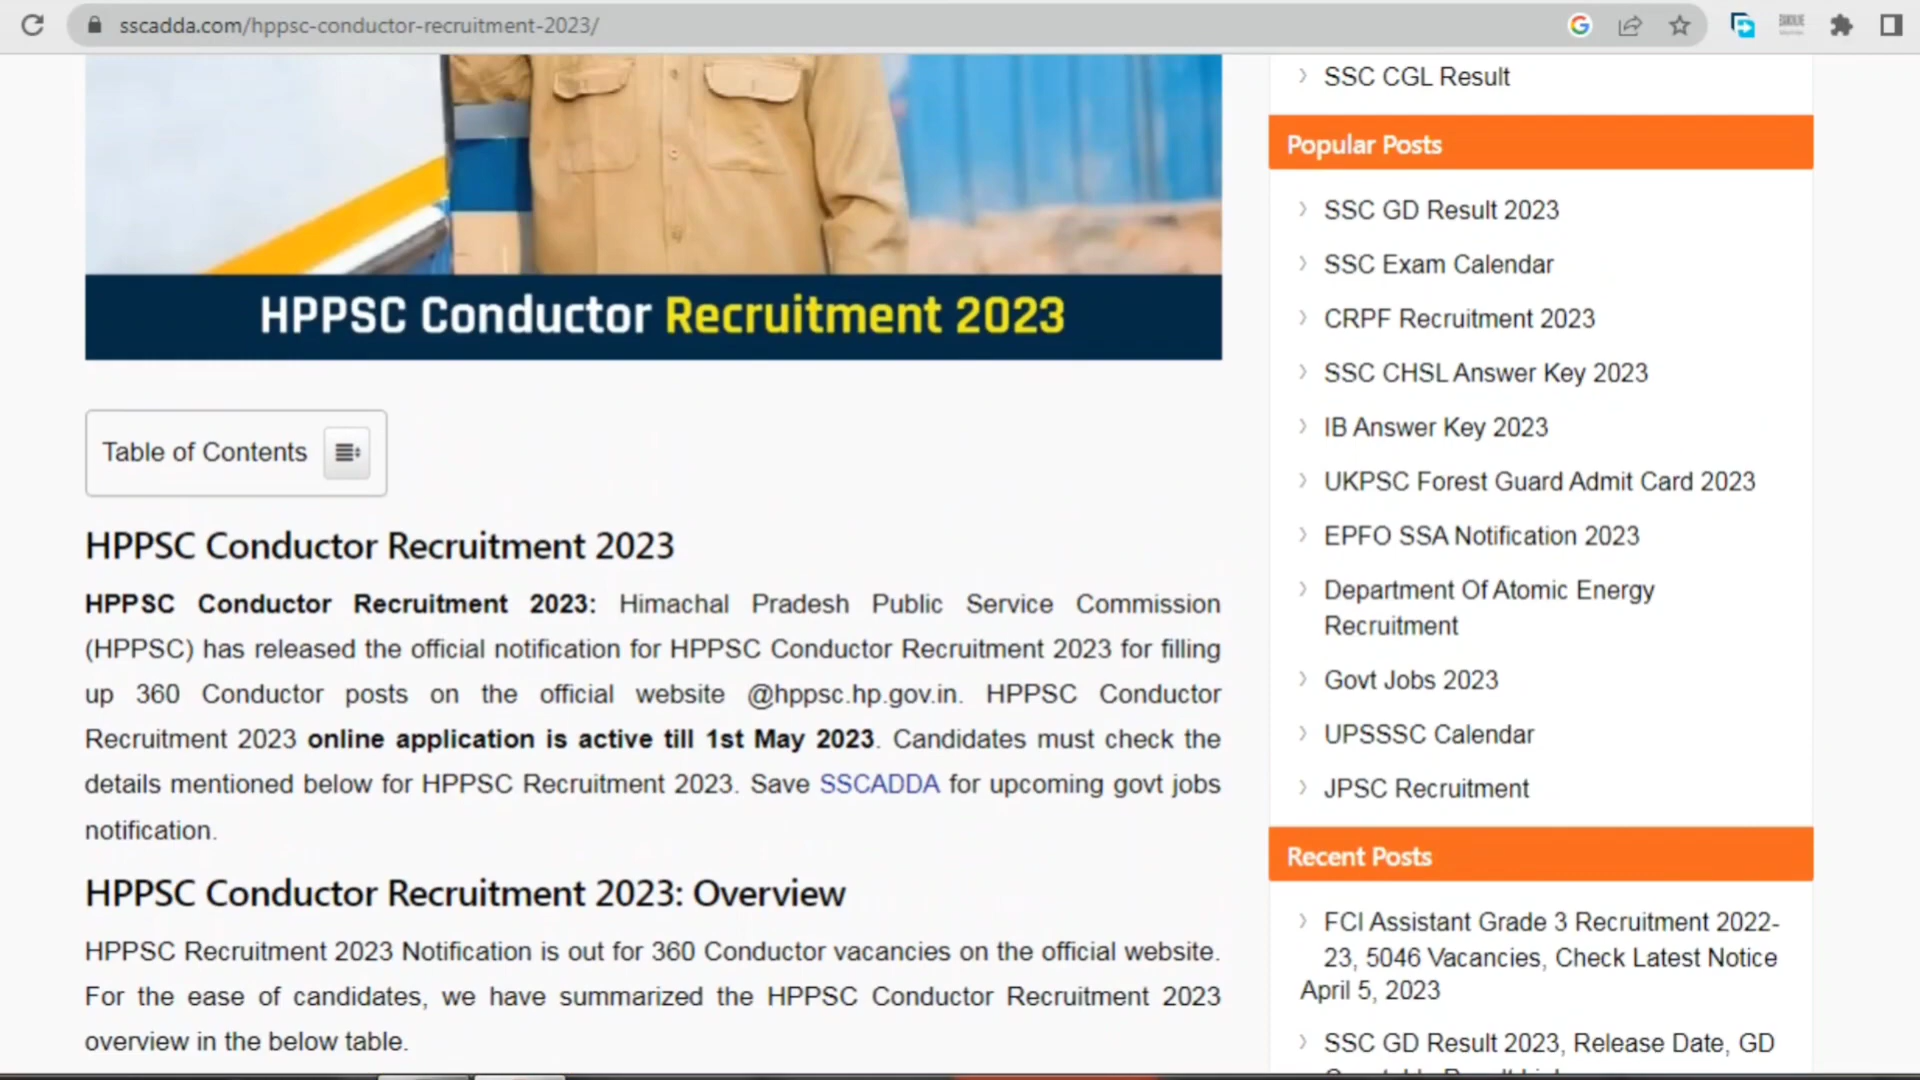 sscadda.com/hppsc-conductor-recruitment-2023/
HPPSC Conductor Recruitment 2023
Table of Contents
HPPSC Conductor Recruitment 2023
HPPSC Conductor Recruitment 2023: Himachal Pradesh Public Service Commission
(HPPSC) has released the official notification for HPPSC Conductor Recruitment 2023 for filling
up 360 Conductor posts on the official website @hppsc.hp.gov.in. HPPSC Conductor
Recruitment 2023 online application is active till 1st May 2023. Candidates must check the
details mentioned below for HPPSC Recruitment 2023. Save SSCADDA for upcoming govt jobs
notification.
HPPSC Conductor Recruitment 2023: Overview
HPPSC Recruitment 2023 Notification is out for 360 Conductor vacancies on the official website.
For the ease of candidates, we have summarized the HPPSC Conductor Recruitment 2023
overview in the below table.
SSC CGL Result
Popular Posts
SSC GD Result 2023
SSC Exam Calendar
CRPF Recruitment 2023
SSC CHSL Answer Key 2023
IB Answer Key 2023
UKPSC Forest Guard Admit Card 2023
EPFO SSA Notification 2023
Department Of Atomic Energy
Recruitment
Govt Jobs 2023
UPSSSC Calendar
JPSC Recruitment
Recent Posts
FCI Assistant Grade 3 Recruitment 2022-
23, 5046 Vacancies, Check Latest Notice
April 5, 2023
SSC GD Result 2023, Release Date, GD